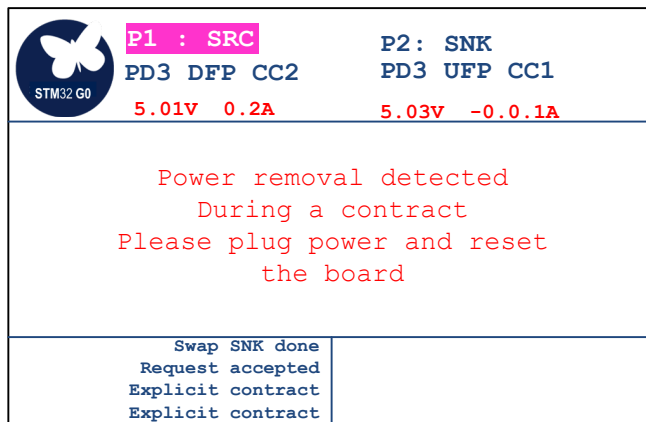 P1 : SRC
PD3 DFP CC2
5.01V 0.2A
P2: SNK
PD3 UFP CC1
5.03V -0.0.1A
STM32 G0
Power removal detected
During a contract
Please plug power and reset
the board
Swap SNK done
Request accepted
Explicit contract
Explicit contract